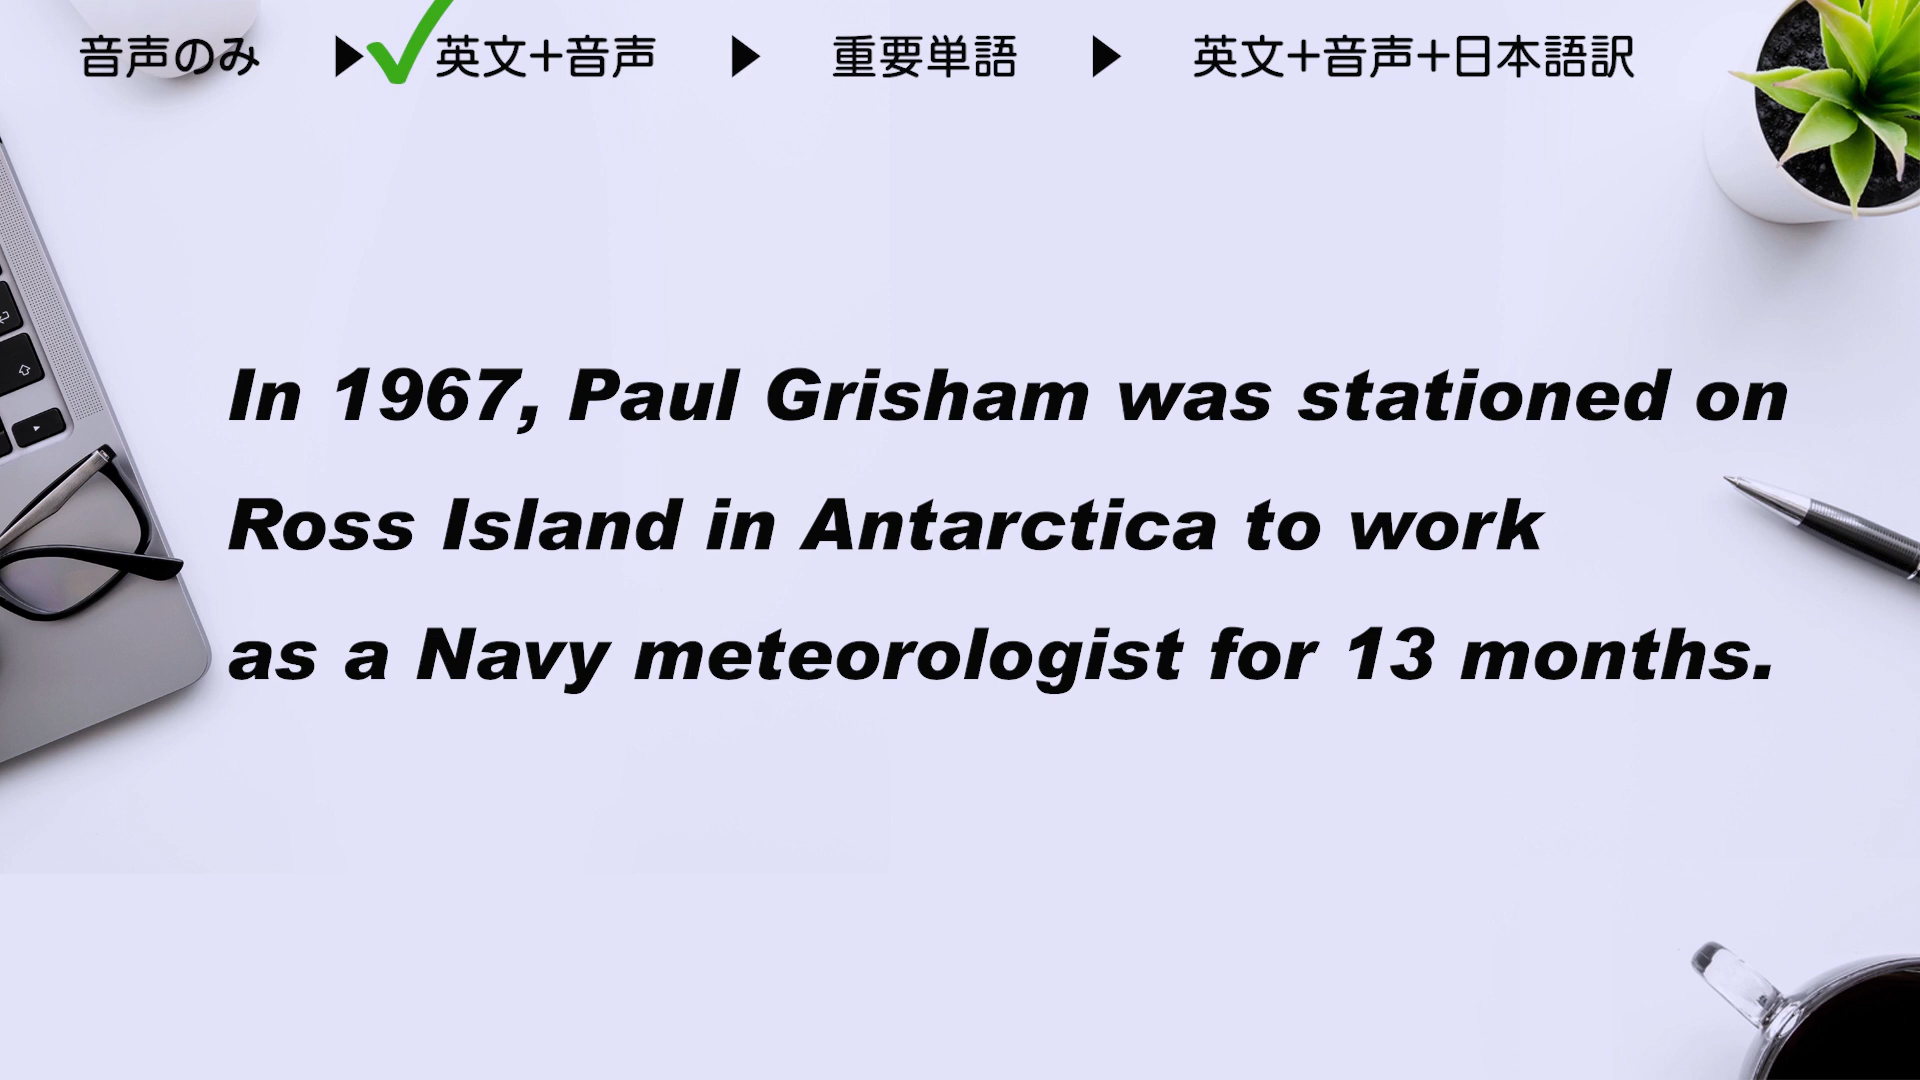 音声のみ ▶ ✓英文+音声 ▶ 重要単語 ▶ 英文+音声+日本語訳
In 1967, Paul Grisham was stationed on
Ross Island in Antarctica to work
as a Navy meteorologist for 13 months.